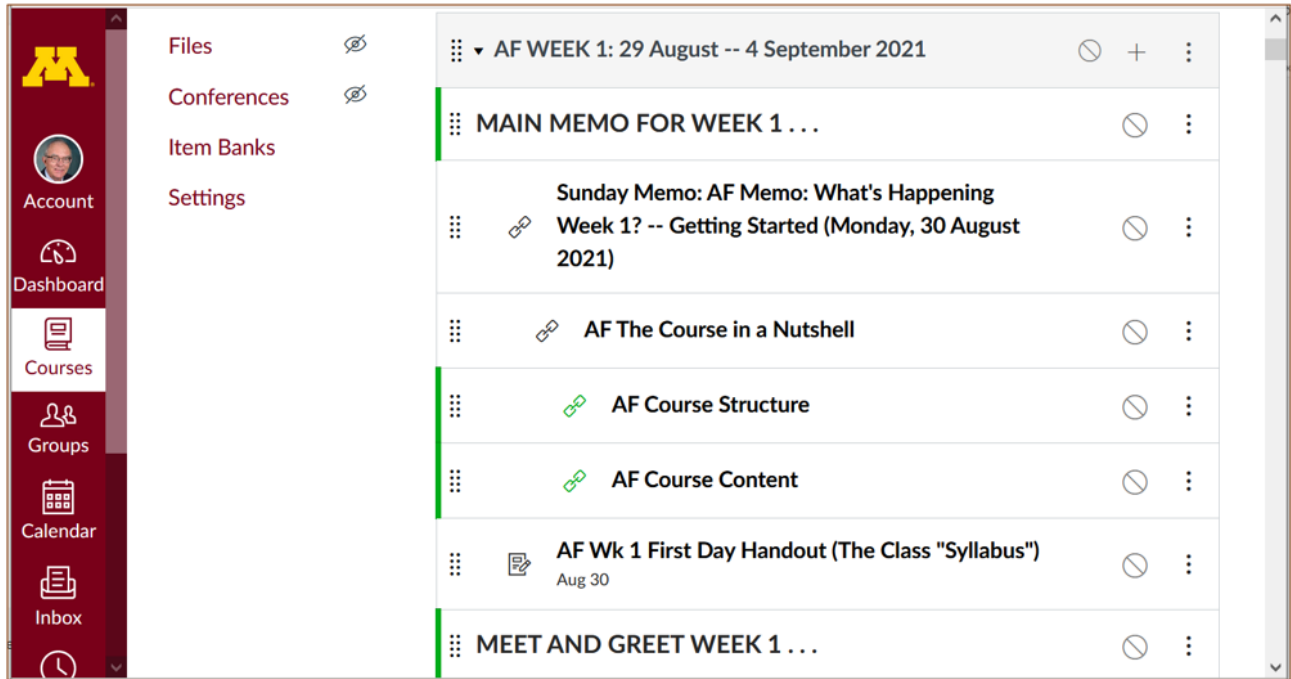 M
Account
Dashboard
Courses
Groups
Calendar
Inbox
Files
Conferences
Item Banks
Settings
AF WEEK 1: 29 August -- 4 September 2021
MAIN MEMO FOR WEEK 1 . . .
Sunday Memo: AF Memo: What's Happening
Week 1? -- Getting Started (Monday, 30 August
2021)
AF The Course in a Nutshell
AF Course Structure
AF Course Content
AF Wk 1 First Day Handout (The Class "Syllabus")
Aug 30
MEET AND GREET WEEK 1 . . .